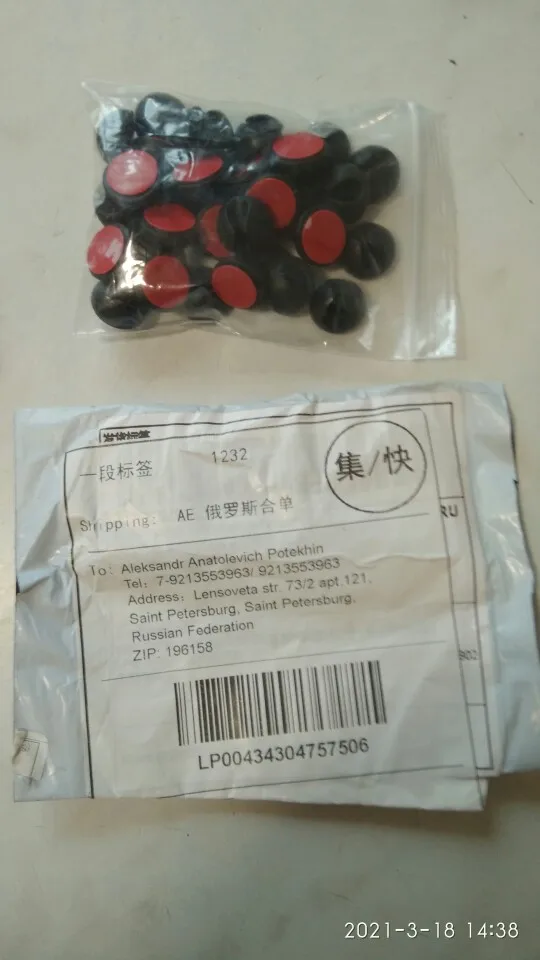 一段标签
1232
集/快
Shipping: AE 俄罗斯合单
RU
To: Aleksandr Anatolevich Potekhin
Tel: 7-9213553963/ 9213553963
Address: Lensoveta str. 73/2 apt.121,
Saint Petersburg, Saint Petersburg,
Russian Federation
ZIP: 196158
802
LP00434304757506
2021-3-18 14:38